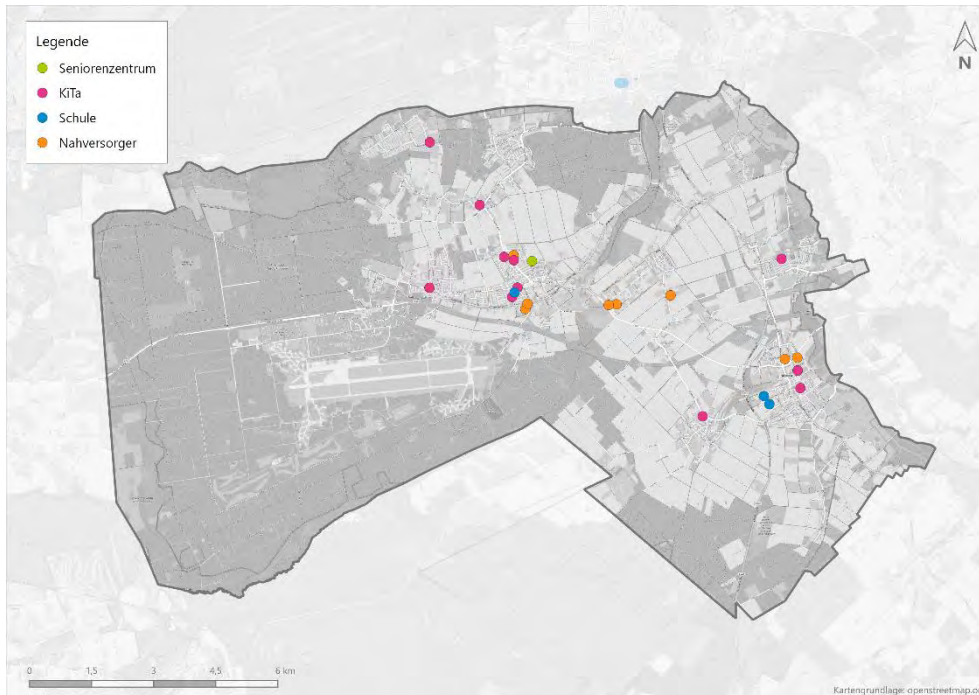 Legende
Seniorenzentrum
KiTa
Schule
Nahversorger
N
0 1,5 3 4,5 6 km
Kartengrundlage: openstreetmap.